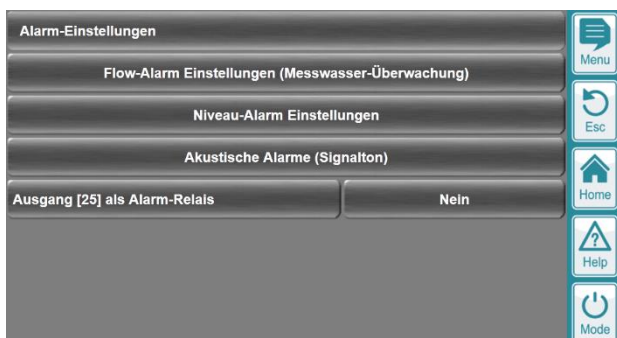 Alarm-Einstellungen
Menu
Flow-Alarm Einstellungen (Messwasser-Überwachung)
Niveau-Alarm Einstellungen
Esc
Akustische Alarme (Signalton)
Ausgang [25] als Alarm-Relais Nein
Home
?
Help
Mode